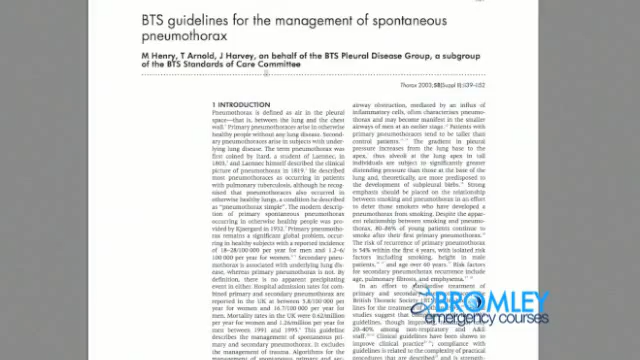 BTS guidelines for the management of spontaneous
pneumothorax
M Henry, T Arnold, J Harvey, on behalf of the BTS Pleural Disease Group, a subgroup
of the BTS Standards of Care Committee
Thorax 2003;58(Suppl II):ii39–ii52
1 INTRODUCTION
Pneumothorax is defined as air in the pleural
space—that is, between the lung and the chest
wall. Primary pneumothoraces arise in otherwise
healthy people without any lung disease. Second-
ary pneumothoraces arise in subjects with under-
lying lung disease. The term pneumothorax was
first coined by Itard, a student of Laennec, in
1803, and Laennec himself described the clinical
picture of pneumothorax in 1819. He described
most pneumothoraces as occurring in patients
with pulmonary tuberculosis, although he recog-
nised that pneumothoraces also occurred in
otherwise healthy lungs, a condition he described
as "pneumothorax simple". The modern descrip-
tion of primary spontaneous pneumothorax
occurring in otherwise healthy people was pro-
vided by Kjaergard in 1932. Primary pneumotho-
rax remains a significant global problem, occur-
ring in healthy subjects with a reported incidence
of 18–28/100 000 per year for men and 1.2–6/
100 000 per year for women. Secondary pneu-
mothorax is associated with underlying lung dis-
ease, whereas primary pneumothorax is not. By
definition, there is no apparent precipitating
event in either. Hospital admission rates for com-
bined primary and secondary pneumothorax are
reported in the UK at between 5.8/100 000 per
year for women and 16.7/100 000 per year for
men. Mortality rates in the UK were 0.62/million
per year for women and 1.26/million per year for
men between 1991 and 1995. This guideline
describes the management of spontaneous pri-
mary and secondary pneumothorax. It excludes
the management of trauma. Algorithms for the
airway obstruction, mediated by an influx of
inflammatory cells, often characterises pneumo-
thorax and may become manifest in the smaller
airways of men at an earlier stage. Patients with
primary pneumothorax tend to be taller than
control patients. The gradient in pleural
pressure increases from the lung base to the
apex, thus alveoli at the lung apex in tall
individuals are subject to significantly greater
distending pressure than those at the base of the
lung and, theoretically, are more predisposed to
the development of subpleural blebs. Strong
emphasis should be placed on the relationship
between smoking and pneumothorax in an effort
to deter those smokers who have developed a
pneumothorax from smoking. Despite the appar-
ent relationship between smoking and pneumo-
thorax, 80–86% of young patients continue to
smoke after their first primary pneumothorax.
The risk of recurrence of primary pneumothorax
is 54% within the first 4 years, with isolated risk
factors including smoking, height in male
patients, and age over 60 years. Risk factors
for secondary pneumothorax recurrence include
age, pulmonary fibrosis, and emphysema.
In an effort to standardise treatment of
primary and secondary
British Thoracic Society
lines for the treatment of
studies suggest that
guidelines, though
20–40% among non-respiratory and A&E
staff. Clinical guidelines have been shown to
improve clinical practice; compliance with
guidelines is related to the complexity of practical
BROMLEY
emergency courses